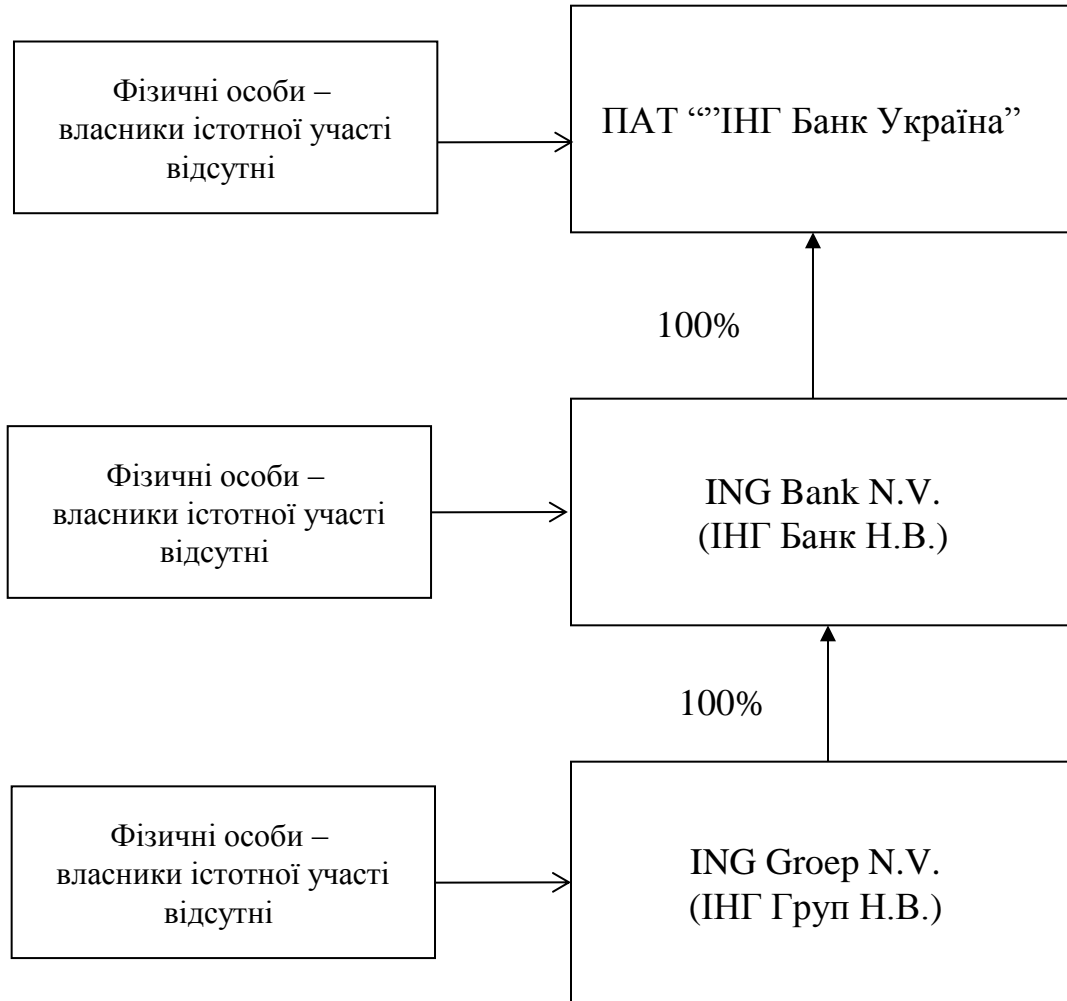 Фізичні особи –
власники істотної участі
відсутні
ПАТ “”ІНГ Банк Україна”
100%
Фізичні особи –
власники істотної участі
відсутні
ING Bank N.V.
(ІНГ Банк Н.В.)
100%
Фізичні особи –
власники істотної участі
відсутні
ING Groep N.V.
(ІНГ Груп Н.В.)